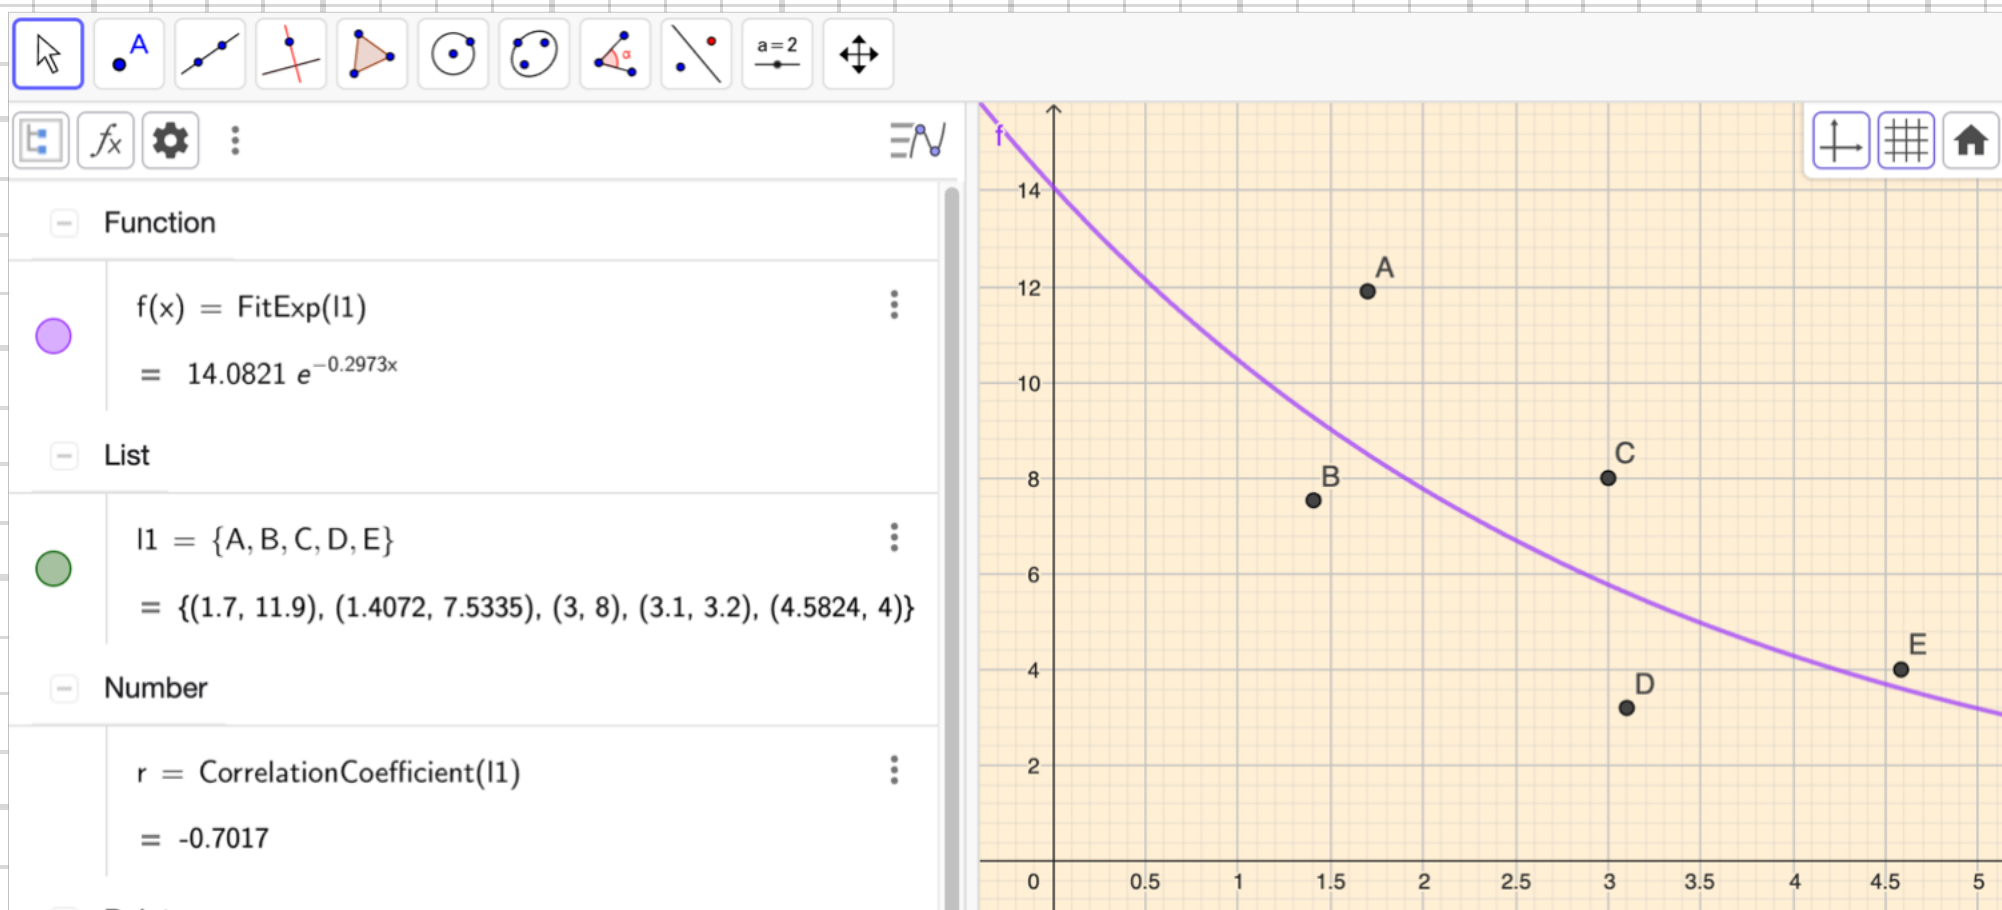 A
α
a=2
fx
Function
f(x) = FitExp(l1)
= 14.0821 e^−0.2973x
List
l1 = {A, B, C, D, E}
= {(1.7, 11.9), (1.4072, 7.5335), (3, 8), (3.1, 3.2), (4.5824, 4)}
Number
r = CorrelationCoefficient(l1)
= -0.7017
f
14
12
10
8
6
4
2
A
B
C
D
E
0 0.5 1 1.5 2 2.5 3 3.5 4 4.5 5